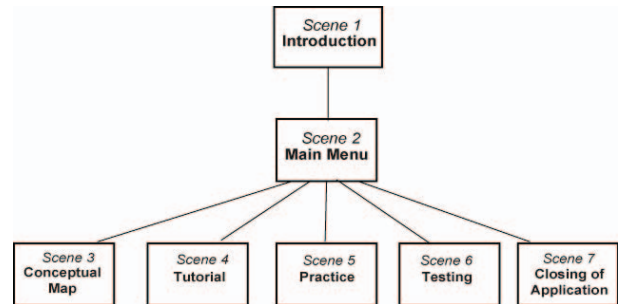 Scene 1
Introduction
Scene 2
Main Menu
Scene 3
Conceptual
Map
Scene 4
Tutorial
Scene 5
Practice
Scene 6
Testing
Scene 7
Closing of
Application